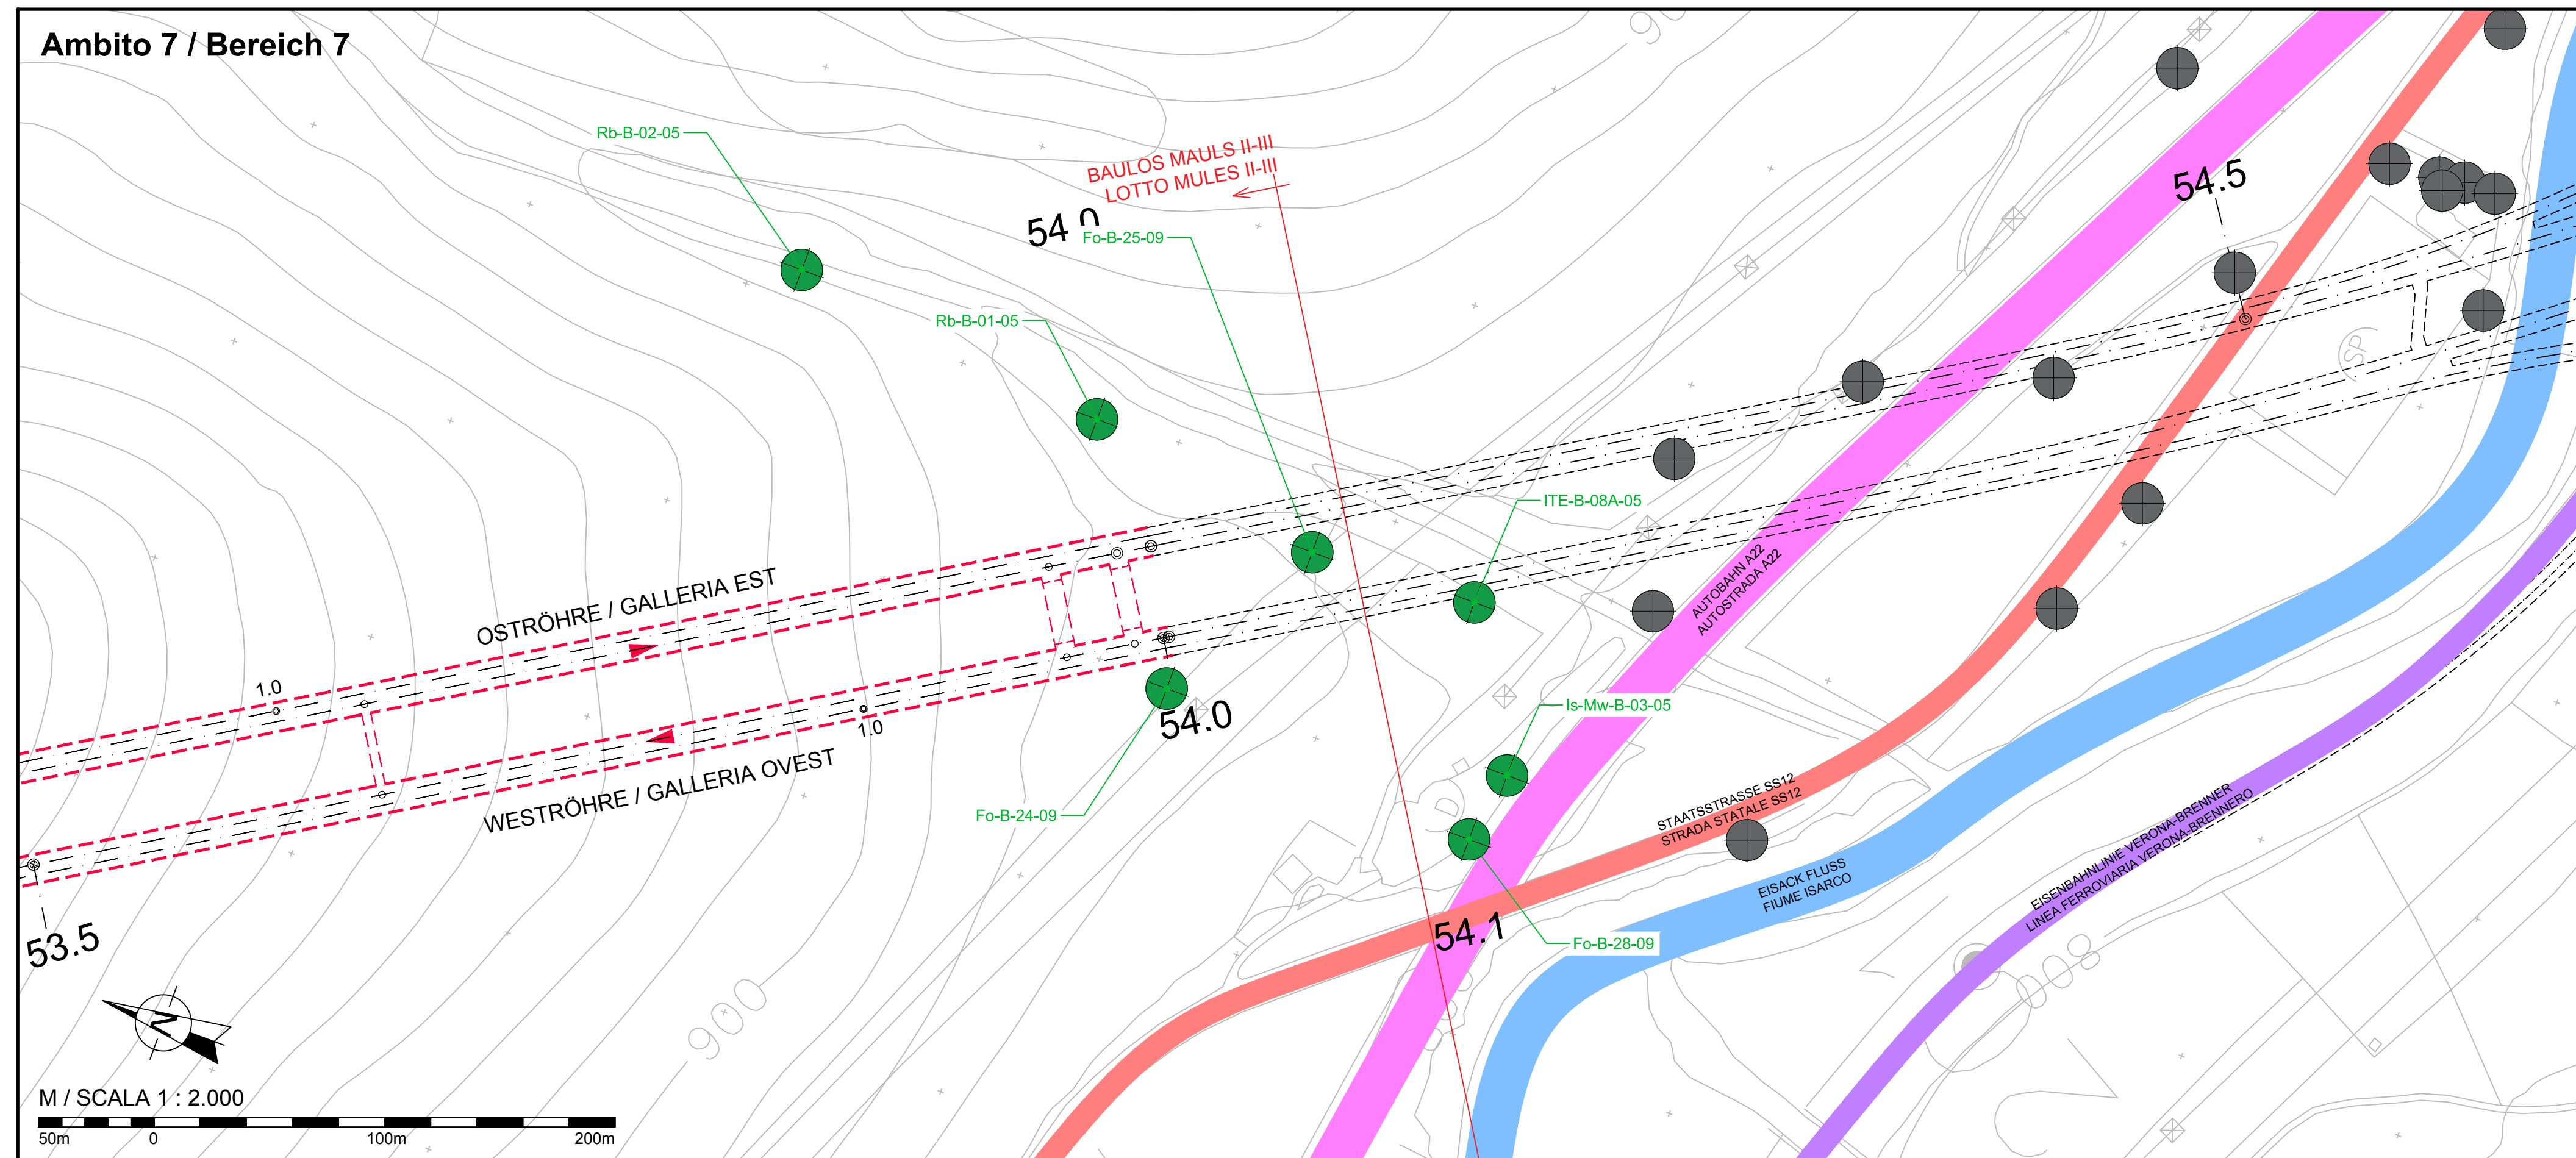 Ambito 7 / Bereich 7
Rb-B-02-05
BAULOS MAULS II-III
LOTTO MULES II-III
54.0
Fo-B-25-09
54.5
Rb-B-01-05
SP
ITE-B-08A-05
AUTOBAHN A22
AUTOSTRADA A22
OSTRÖHRE / GALLERIA EST
1.0
1.0
54.0
WESTRÖHRE / GALLERIA OVEST
Is-Mw-B-03-05
Fo-B-24-09
STAATSSTRASSE SS12
STRADA STATALE SS12
EISENBAHNLINIE VERONA-BRENNER
LINEA FERROVIARIA VERONA-BRENNERO
EISACK FLUSS
FIUME ISARCO
53.5
54.1
Fo-B-28-09
800
900
N
M / SCALA 1 : 2.000
50m 0 100m 200m